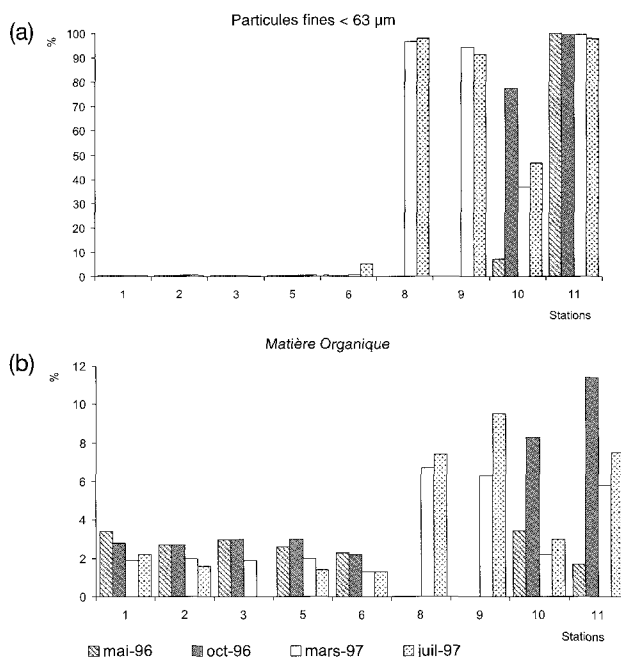 (a)
Particules fines < 63 µm
%
100
90
80
70
60
50
40
30
20
10
0
1 2 3 5 6 8 9 10 11
Stations
(b)
Matière Organique
%
12
10
8
6
4
2
0
1 2 3 5 6 8 9 10 11
Stations
mai-96 oct-96 mars-97 juil-97